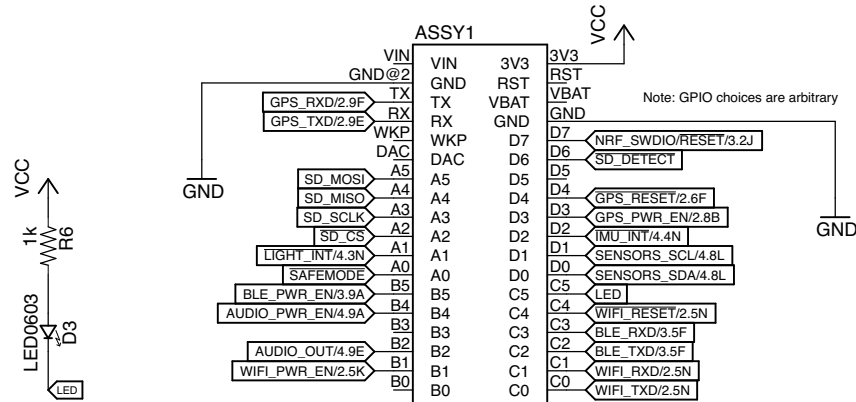 ASSY1
VCC
VIN VIN 3V3 3V3
GND@2 GND RST RST
TX TX VBAT VBAT
GPS_RXD/2.9F
Note: GPIO choices are arbitrary
RX RX GND GND
GPS_TXD/2.9E
WKP WKP D7 D7 NRF_SWDIO/RESET/3.2J
DAC DAC D6 D6 SD_DETECT
GND
SD_MOSI A5 A5 D5 D5
SD_MISO A4 A4 D4 D4 GPS_RESET/2.6F
SD_SCLK A3 A3 D3 D3 GPS_PWR_EN/2.8B
GND
SD_CS A2 A2 D2 D2 IMU_INT/4.4N
LIGHT_INT/4.3N A1 A1 D1 D1 SENSORS_SCL/4.8L
SAFEMODE A0 A0 D0 D0 SENSORS_SDA/4.8L
BLE_PWR_EN/3.9A B5 B5 C5 C5 LED
AUDIO_PWR_EN/4.9A B4 B4 C4 C4 WIFI_RESET/2.5N
B3 B3 C3 C3 BLE_RXD/3.5F
AUDIO_OUT/4.9E B2 B2 C2 C2 BLE_TXD/3.5F
WIFI_PWR_EN/2.5K B1 B1 C1 C1 WIFI_RXD/2.5N
B0 B0 C0 C0 WIFI_TXD/2.5N
VCC
1k
R6
LED0603
D3
LED